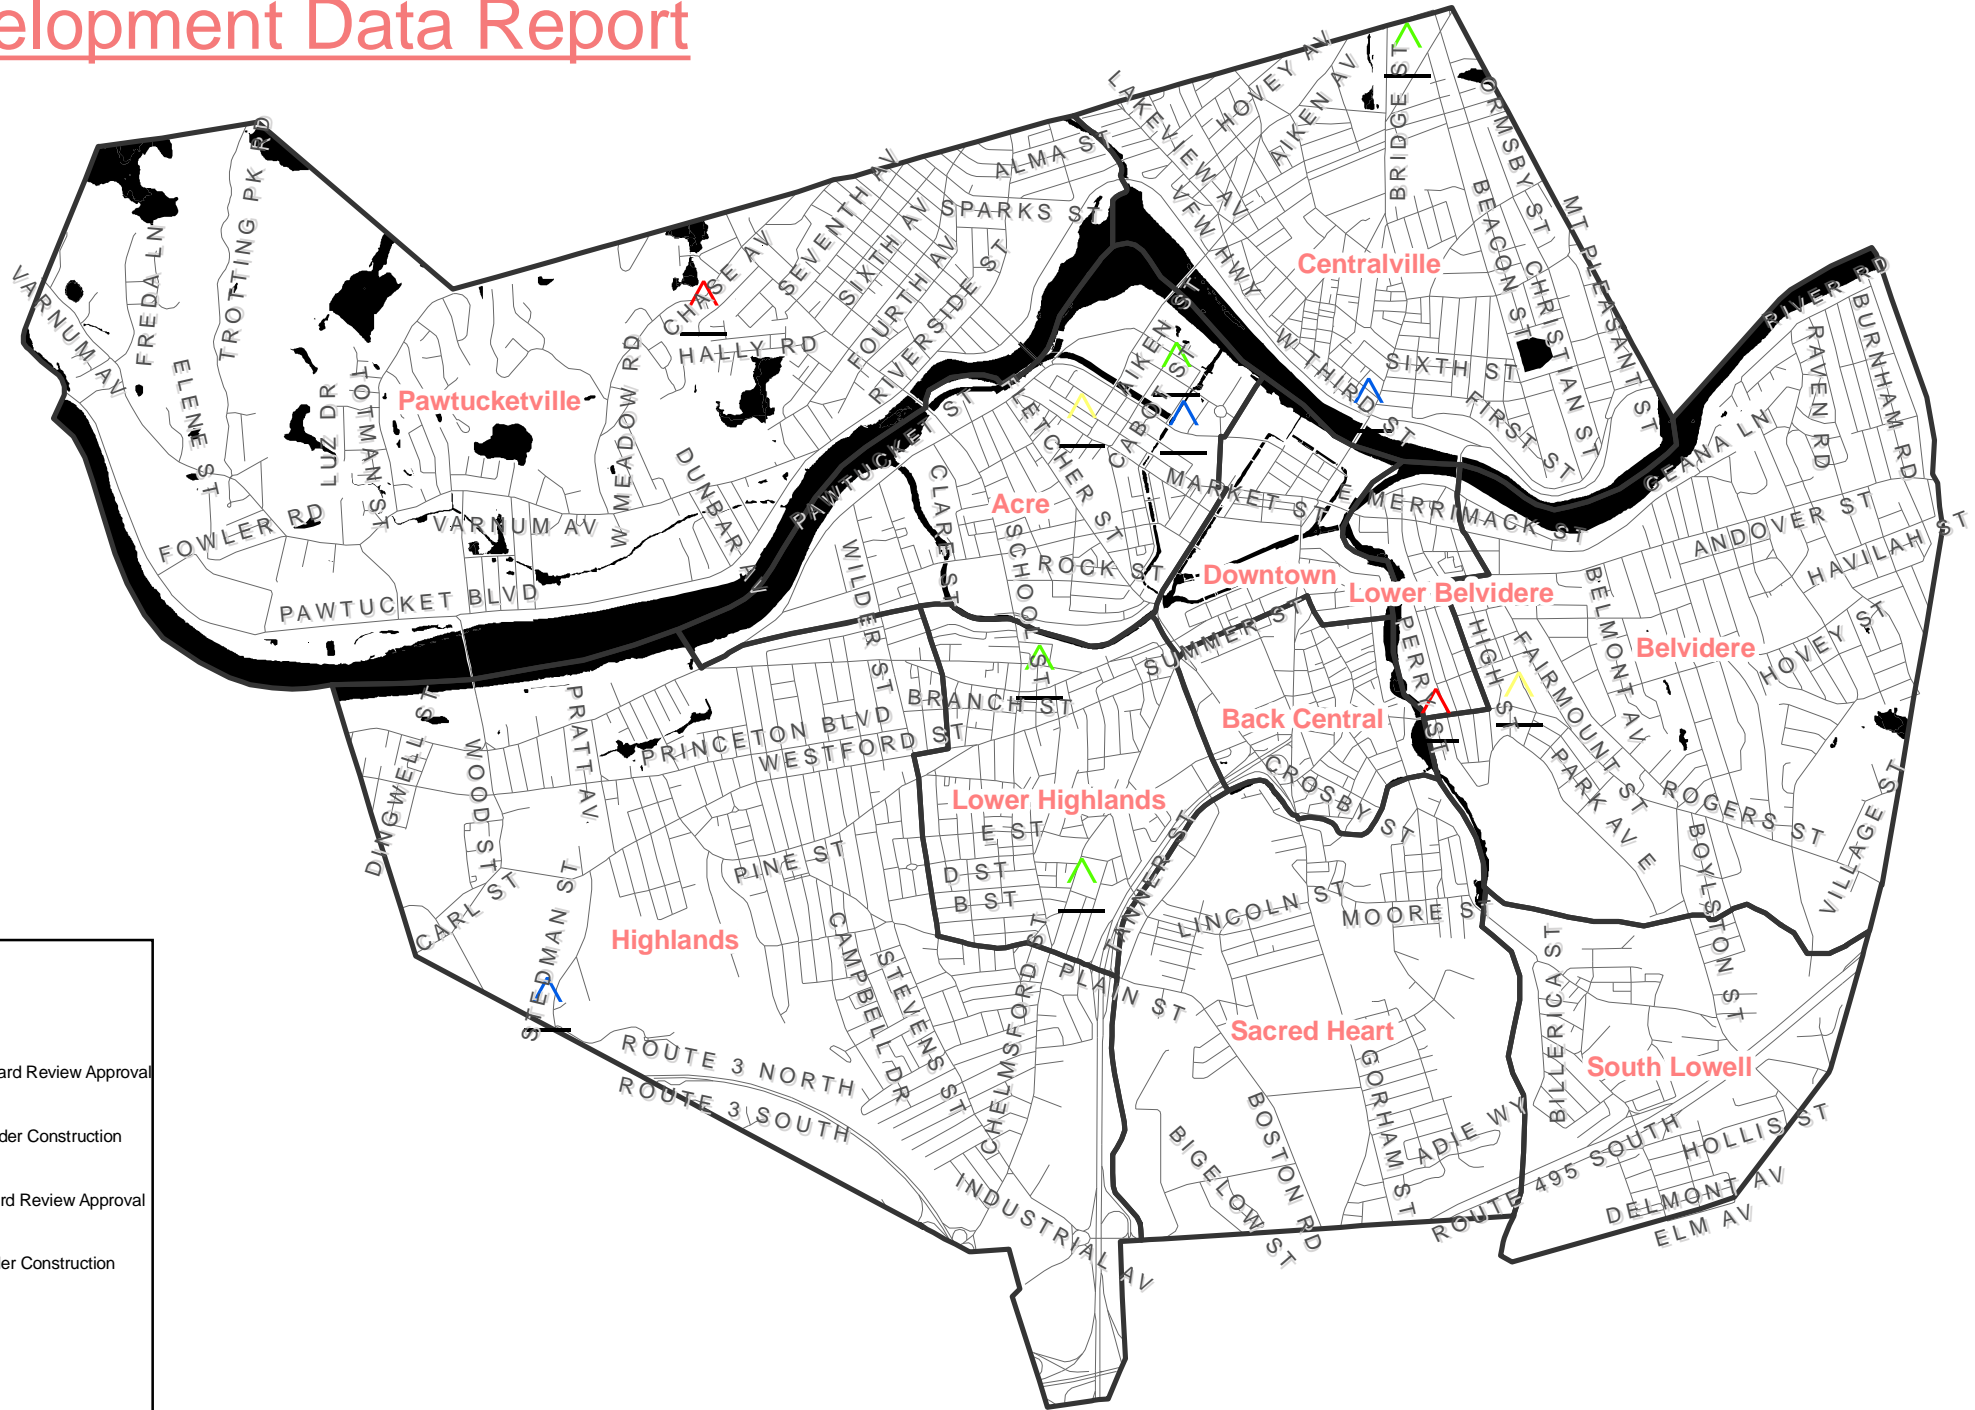 elopment Data Report
LAKEVIEW AV
HOVEY AV
AIKEN AV
BRIDGE ST
ORMSBY ST
BEACON ST
MT PLEASANT ST
CHRISTIAN ST
VFW HWY
ALMA ST
SPARKS ST
SEVENTH AV
SIXTH AV
FOURTH AV
RIVERSIDE ST
CHASE AV
HALLY RD
W MEADOW RD
TROTTING PK RD
FREDA LN
VARNUM AV
ELENE ST
LUZ DR
TOTMAN ST
Pawtucketville
Centralville
RIVER RD
BURNHAM RD
RAVEN RD
AIKEN ST
CABOT ST
W THIRD ST
SIXTH ST
FIRST ST
CLEANA LN
FLETCHER ST
PAWTUCKET ST
DUNBAR AV
VARNUM AV
FOWLER RD
PAWTUCKET BLVD
Acre
MARKET ST
E MERRIMACK ST
ANDOVER ST
HAVILAH ST
CLARE ST
SCHOOL ST
ROCK ST
WILDER ST
Downtown
Lower Belvidere
SUMMER ST
PERRY ST
HIGH ST
FAIRMOUNT ST
BELMONT AV
Belvidere
HOVEY ST
BRANCH ST
PRINCETON BLVD
WESTFORD ST
Back Central
DINGWELL ST
WOOD ST
PRATT AV
CROSBY ST
PARK AV E
ROGERS ST
BOYLSTON ST
VILLAGE ST
Lower Highlands
E ST
D ST
B ST
PINE ST
TANNER ST
LINCOLN ST
MOORE ST
CARL ST
STEDMAN ST
Highlands
CAMPBELL DR
STEVENS ST
CHELMSFORD ST
PLAIN ST
Sacred Heart
BILLERICA ST
South Lowell
ROUTE 3 NORTH
ROUTE 3 SOUTH
GORHAM ST
BOSTON RD
BIGELOW ST
ADIE WY
ROUTE 495 SOUTH
HOLLIS ST
DELMONT AV
ELM AV
INDUSTRIAL AV
ard Review Approval
der Construction
rd Review Approval
er Construction